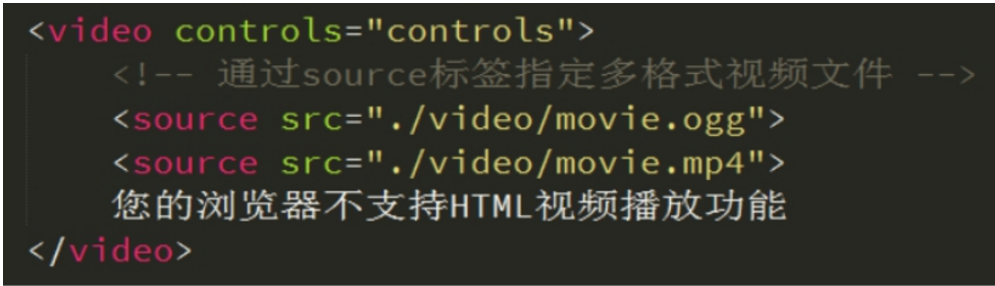 <video controls="controls">
<!-- 通过source标签指定多格式视频文件 -->
<source src="./video/movie.ogg">
<source src="./video/movie.mp4">
您的浏览器不支持HTML视频播放功能
</video>